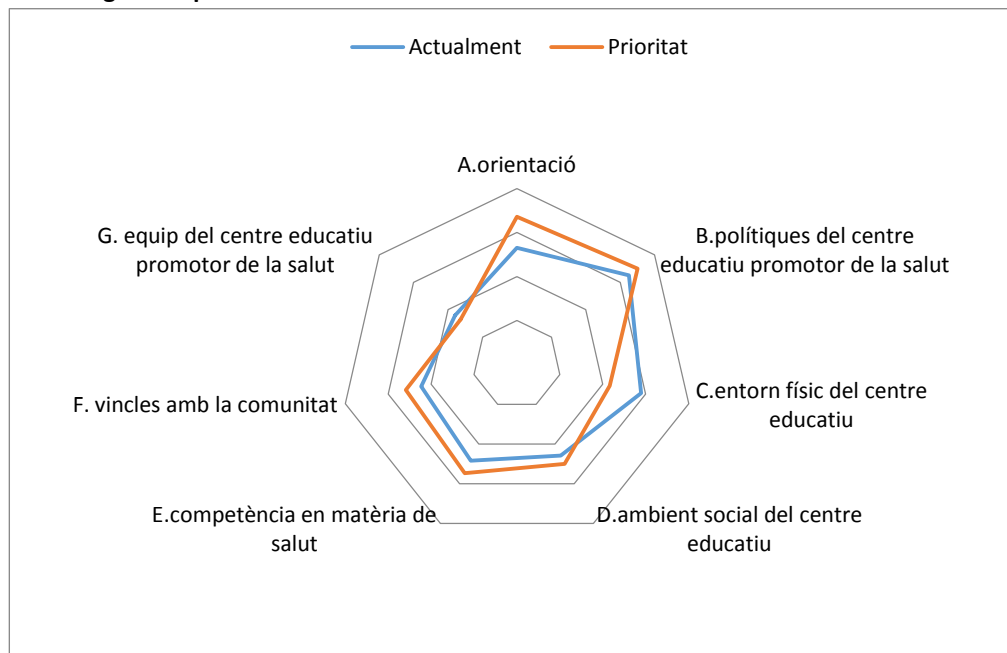 Actualment
Prioritat
A.orientació
B.polítiques del centre
educatiu promotor de la salut
C.entorn físic del centre
educatiu
D.ambient social del centre
educatiu
E.competència en matèria de
salut
F. vincles amb la comunitat
G. equip del centre educatiu
promotor de la salut